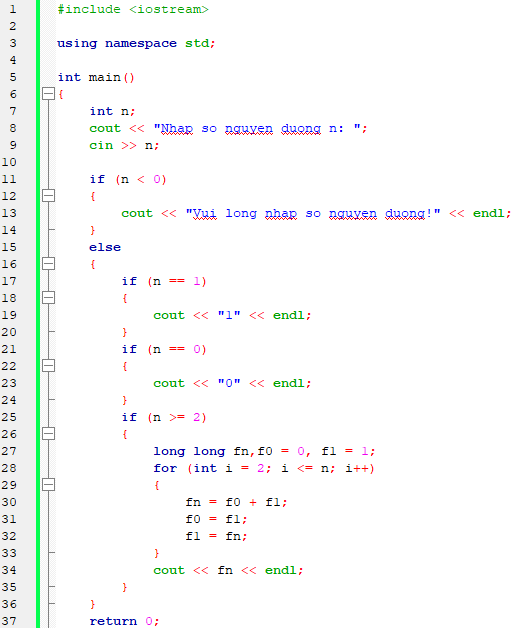 1 #include <iostream>
2
3 using namespace std;
4
5 int main()
6 {
7 int n;
8 cout << "Nhap so nguyen duong n: ";
9 cin >> n;
10
11 if (n < 0)
12 {
13 cout << "Vui long nhap so nguyen duong!" << endl;
14 }
15 else
16 {
17 if (n == 1)
18 {
19 cout << "1" << endl;
20 }
21 if (n == 0)
22 {
23 cout << "0" << endl;
24 }
25 if (n >= 2)
26 {
27 long long fn,f0 = 0, f1 = 1;
28 for (int i = 2; i <= n; i++)
29 {
30 fn = f0 + f1;
31 f0 = f1;
32 f1 = fn;
33 }
34 cout << fn << endl;
35 }
36 }
37 return 0;